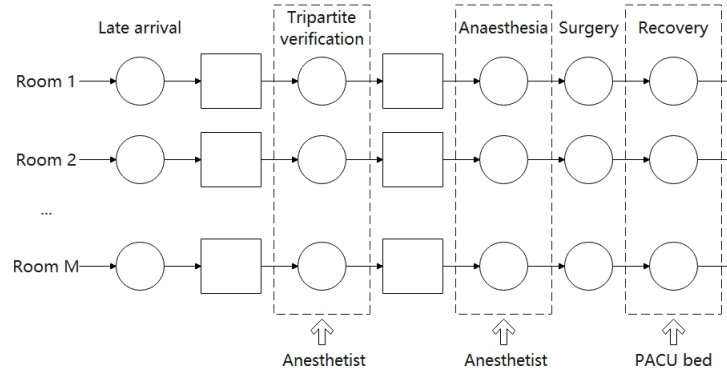 Late arrival
Tripartite
verification
Anaesthesia
Surgery
Recovery
Room 1
Room 2
...
Room M
Anesthetist
Anesthetist
PACU bed